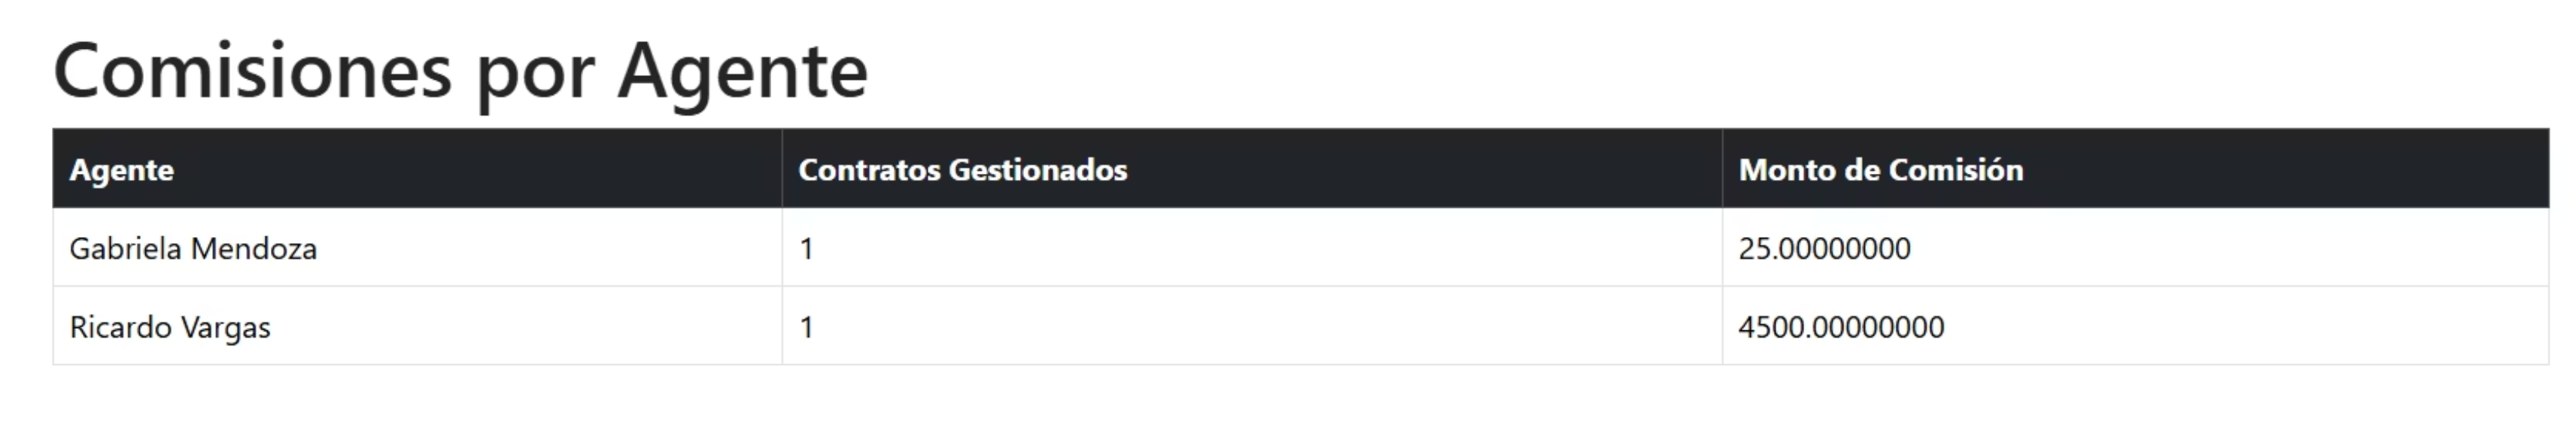 Comisiones por Agente
Agente Contratos Gestionados Monto de Comisión
Gabriela Mendoza 1 25.00000000
Ricardo Vargas 1 4500.00000000